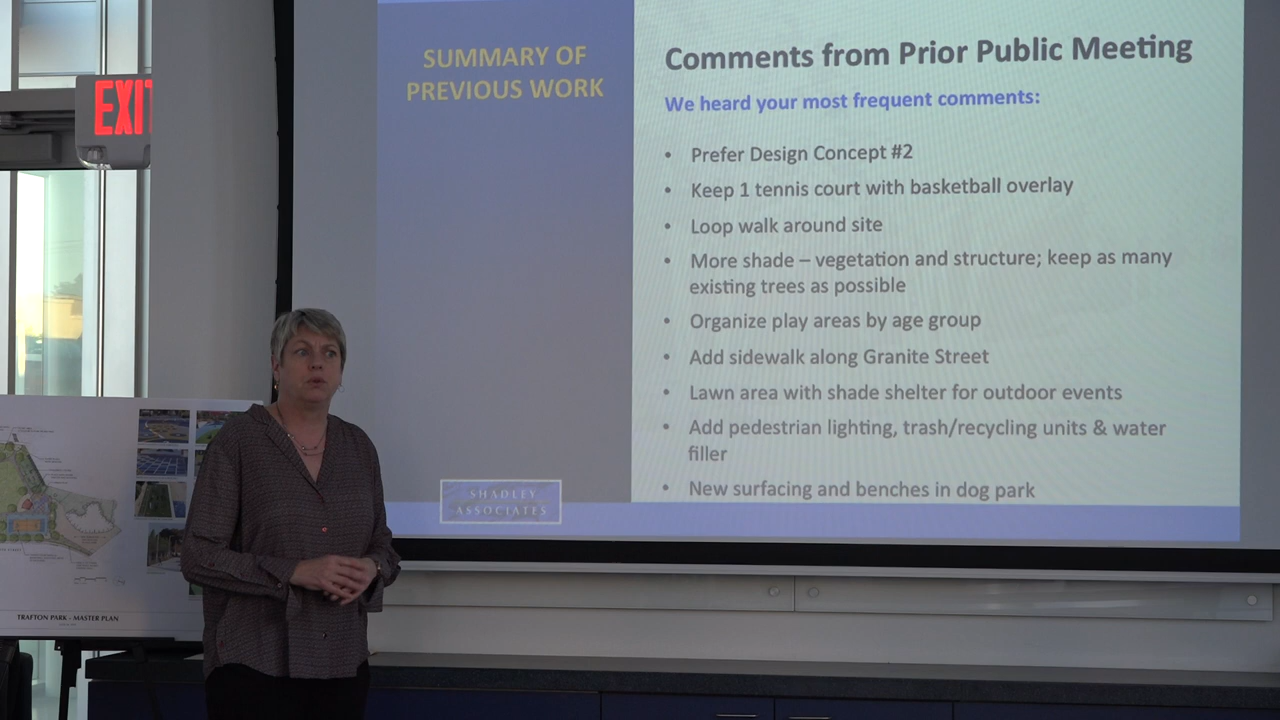 EXIT
SUMMARY OF
PREVIOUS WORK
Comments from Prior Public Meeting
We heard your most frequent comments:
• Prefer Design Concept #2
• Keep 1 tennis court with basketball overlay
• Loop walk around site
• More shade – vegetation and structure; keep as many
existing trees as possible
• Organize play areas by age group
• Add sidewalk along Granite Street
• Lawn area with shade shelter for outdoor events
• Add pedestrian lighting, trash/recycling units & water
filler
• New surfacing and benches in dog park
SHADLEY
ASSOCIATES
TRAFTON PARK - MASTER PLAN